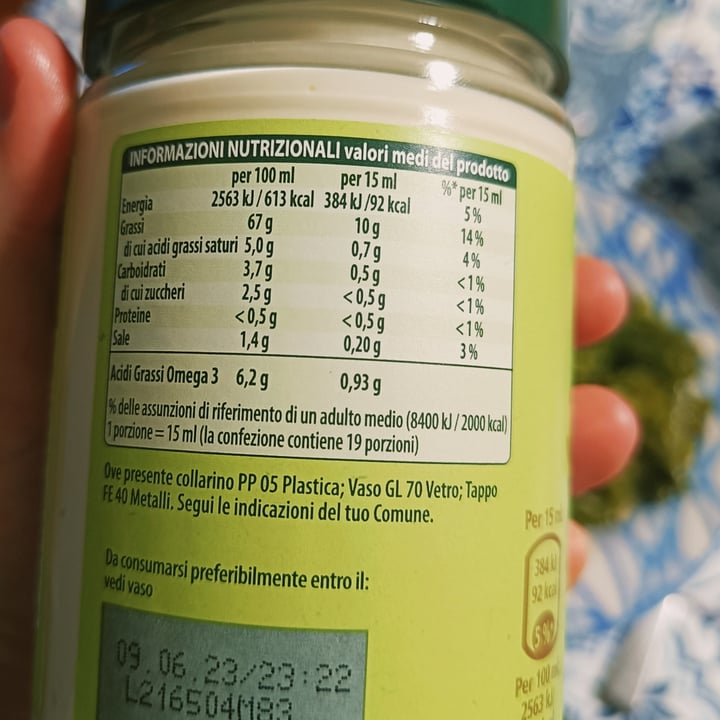 INFORMAZIONI NUTRIZIONALI valori medi del prodotto
per 100 ml per 15 ml %* per 15 ml
Energia 2563 kJ / 613 kcal 384 kJ /92 kcal 5%
Grassi 67 g 10 g 14%
di cui acidi grassi saturi 5,0 g 0,7 g 4%
Carboidrati 3,7 g 0,5 g <1%
di cui zuccheri 2,5 g <0,5 g <1%
Proteine <0,5 g <0,5 g <1%
Sale 1,4 g 0,20 g 3%
Acidi Grassi Omega 3 6,2 g 0,93 g
% delle assunzioni di riferimento di un adulto medio (8400 kJ / 2000 kcal)
1 porzione = 15 ml (la confezione contiene 19 porzioni)
Ove presente collarino PP 05 Plastica; Vaso GL 70 Vetro; Tappo
FE 40 Metalli. Segui le indicazioni del tuo Comune.
Da consumarsi preferibilmente entro il:
vedi vaso
09.06.23/23:22
L216504M83
Per 15 ml
384 kJ
92 kcal
5%
Per 100 ml
2563 kJ